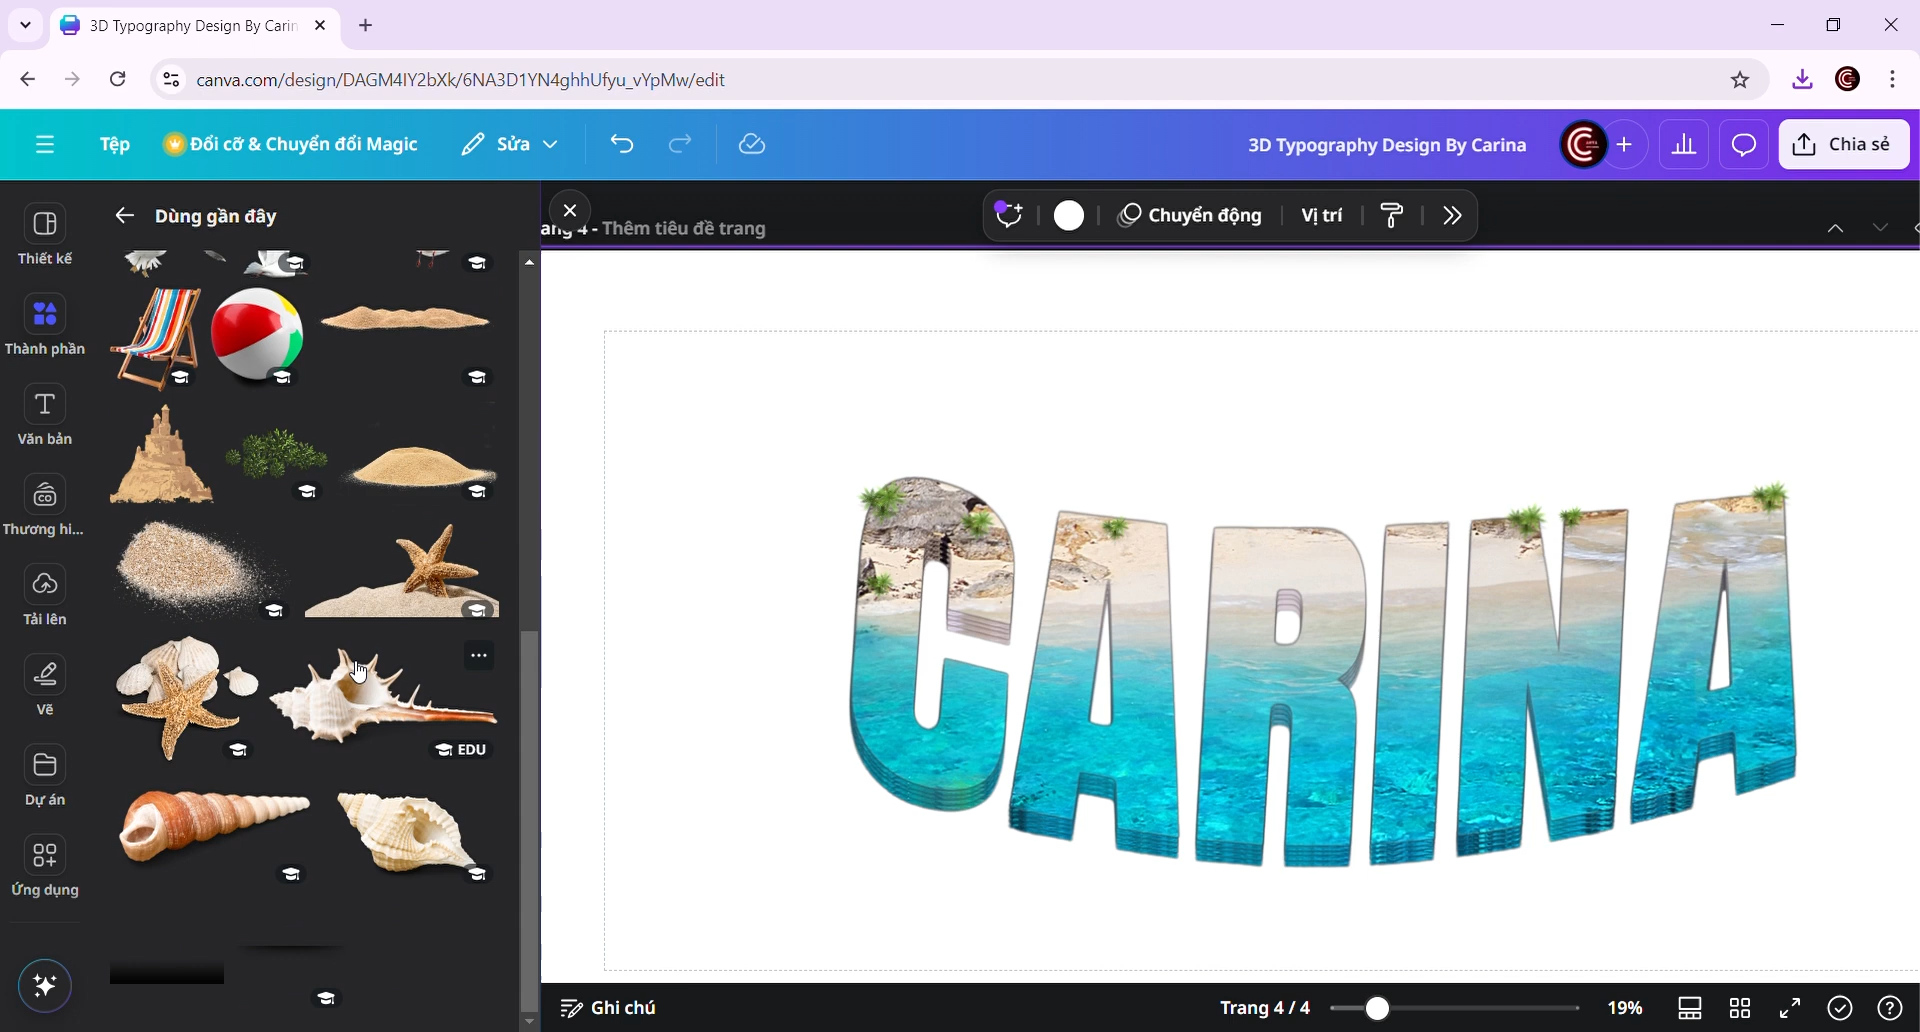 3D Typography Design By Carin
canva.com/design/DAGM4IY2bXk/6NA3D1YN4ghhUfyu_vYpMw/edit
Tệp
Đổi cỡ & Chuyển đổi Magic
Sửa
3D Typography Design By Carina
Chia sẻ
Thiết kế
Thành phần
Văn bản
Thương hi...
Tải lên
Vẽ
Dự án
Ứng dụng
Dùng gần đây
EDU
ang 4 - Thêm tiêu đề trang
Chuyển động
Vị trí
CARINA
Ghi chú
Trang 4 / 4
19%